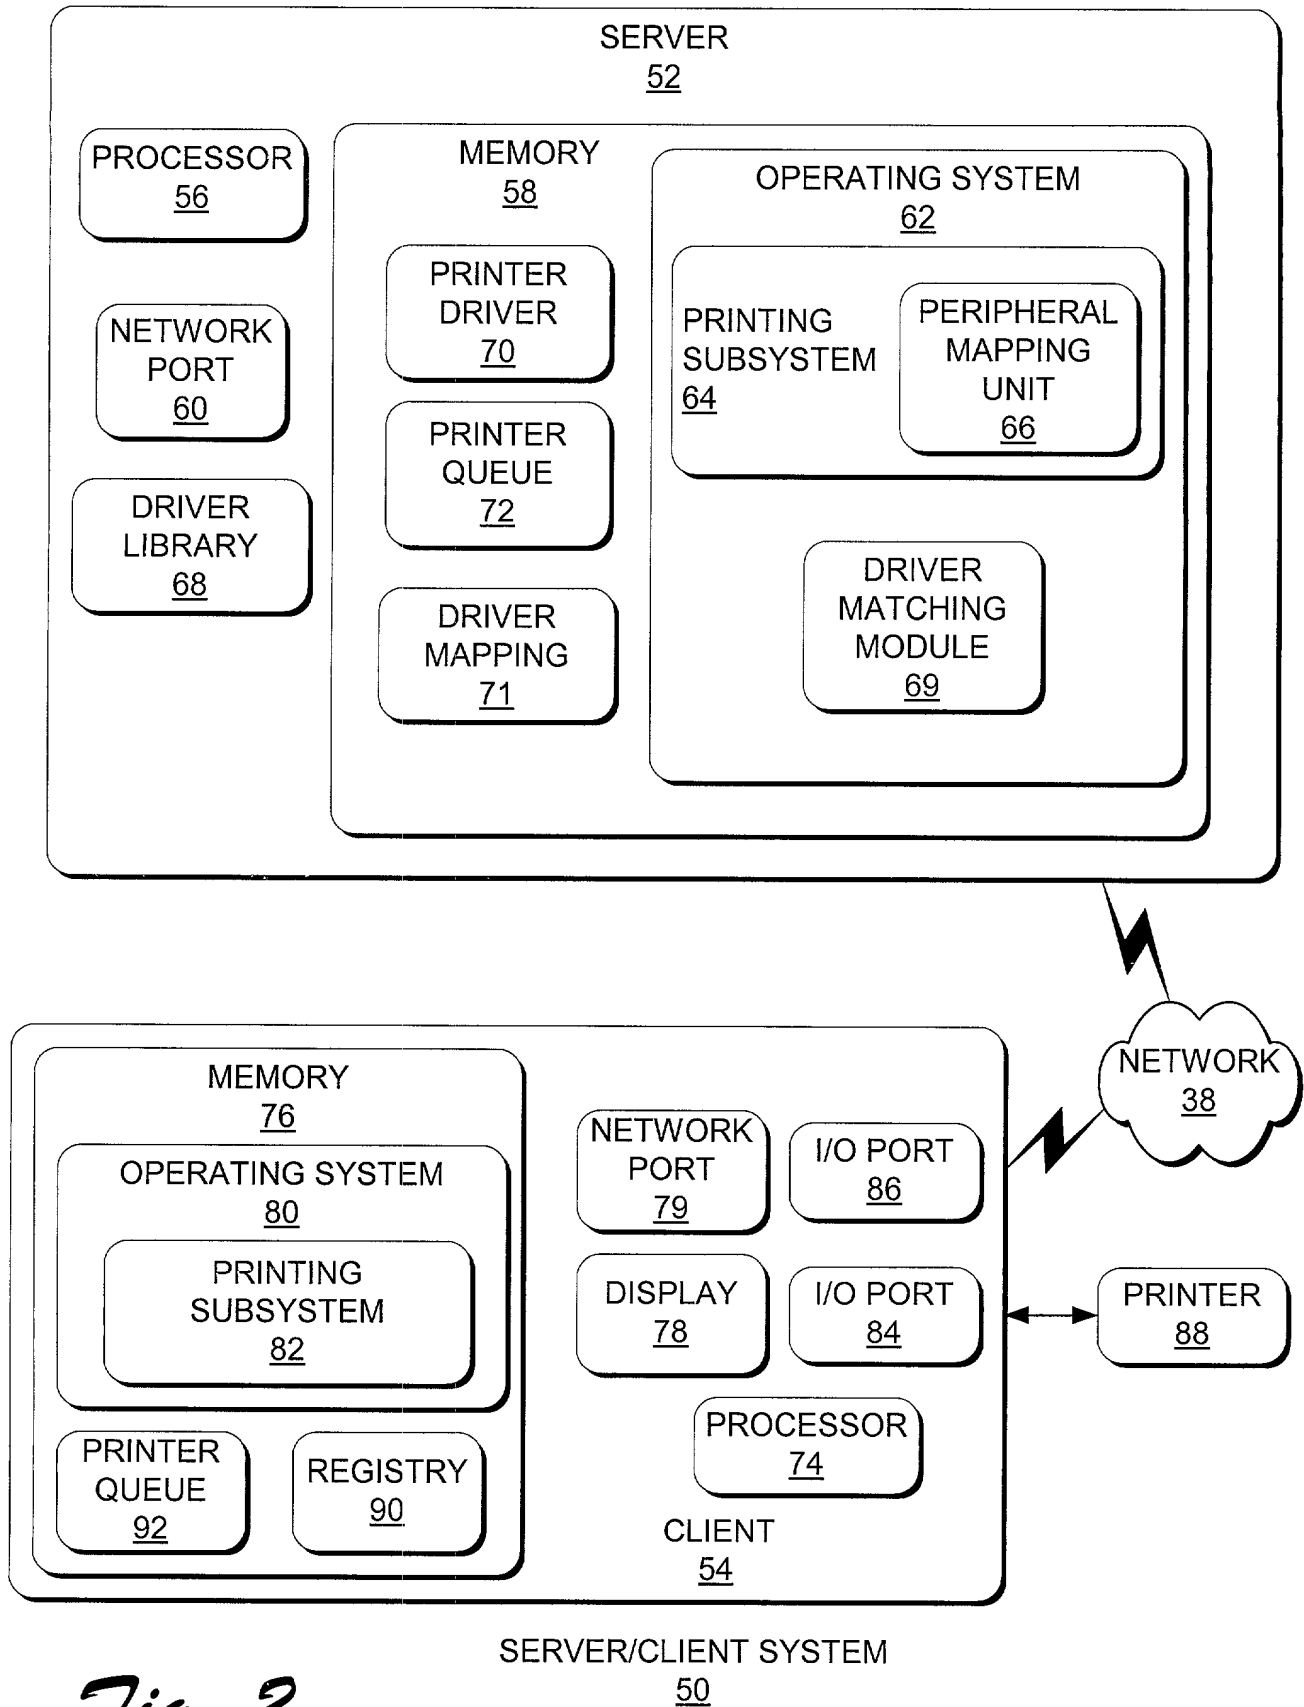 SERVER
52
PROCESSOR
56
NETWORK
PORT
60
DRIVER
LIBRARY
68
MEMORY
58
PRINTER
DRIVER
70
PRINTER
QUEUE
72
DRIVER
MAPPING
71
OPERATING SYSTEM
62
PRINTING
SUBSYSTEM
64
PERIPHERAL
MAPPING
UNIT
66
DRIVER
MATCHING
MODULE
69
NETWORK
38
MEMORY
76
OPERATING SYSTEM
80
PRINTING
SUBSYSTEM
82
PRINTER
QUEUE
92
REGISTRY
90
NETWORK
PORT
79
I/O PORT
86
DISPLAY
78
I/O PORT
84
PROCESSOR
74
CLIENT
54
PRINTER
88
SERVER/CLIENT SYSTEM
50
Fig. 2